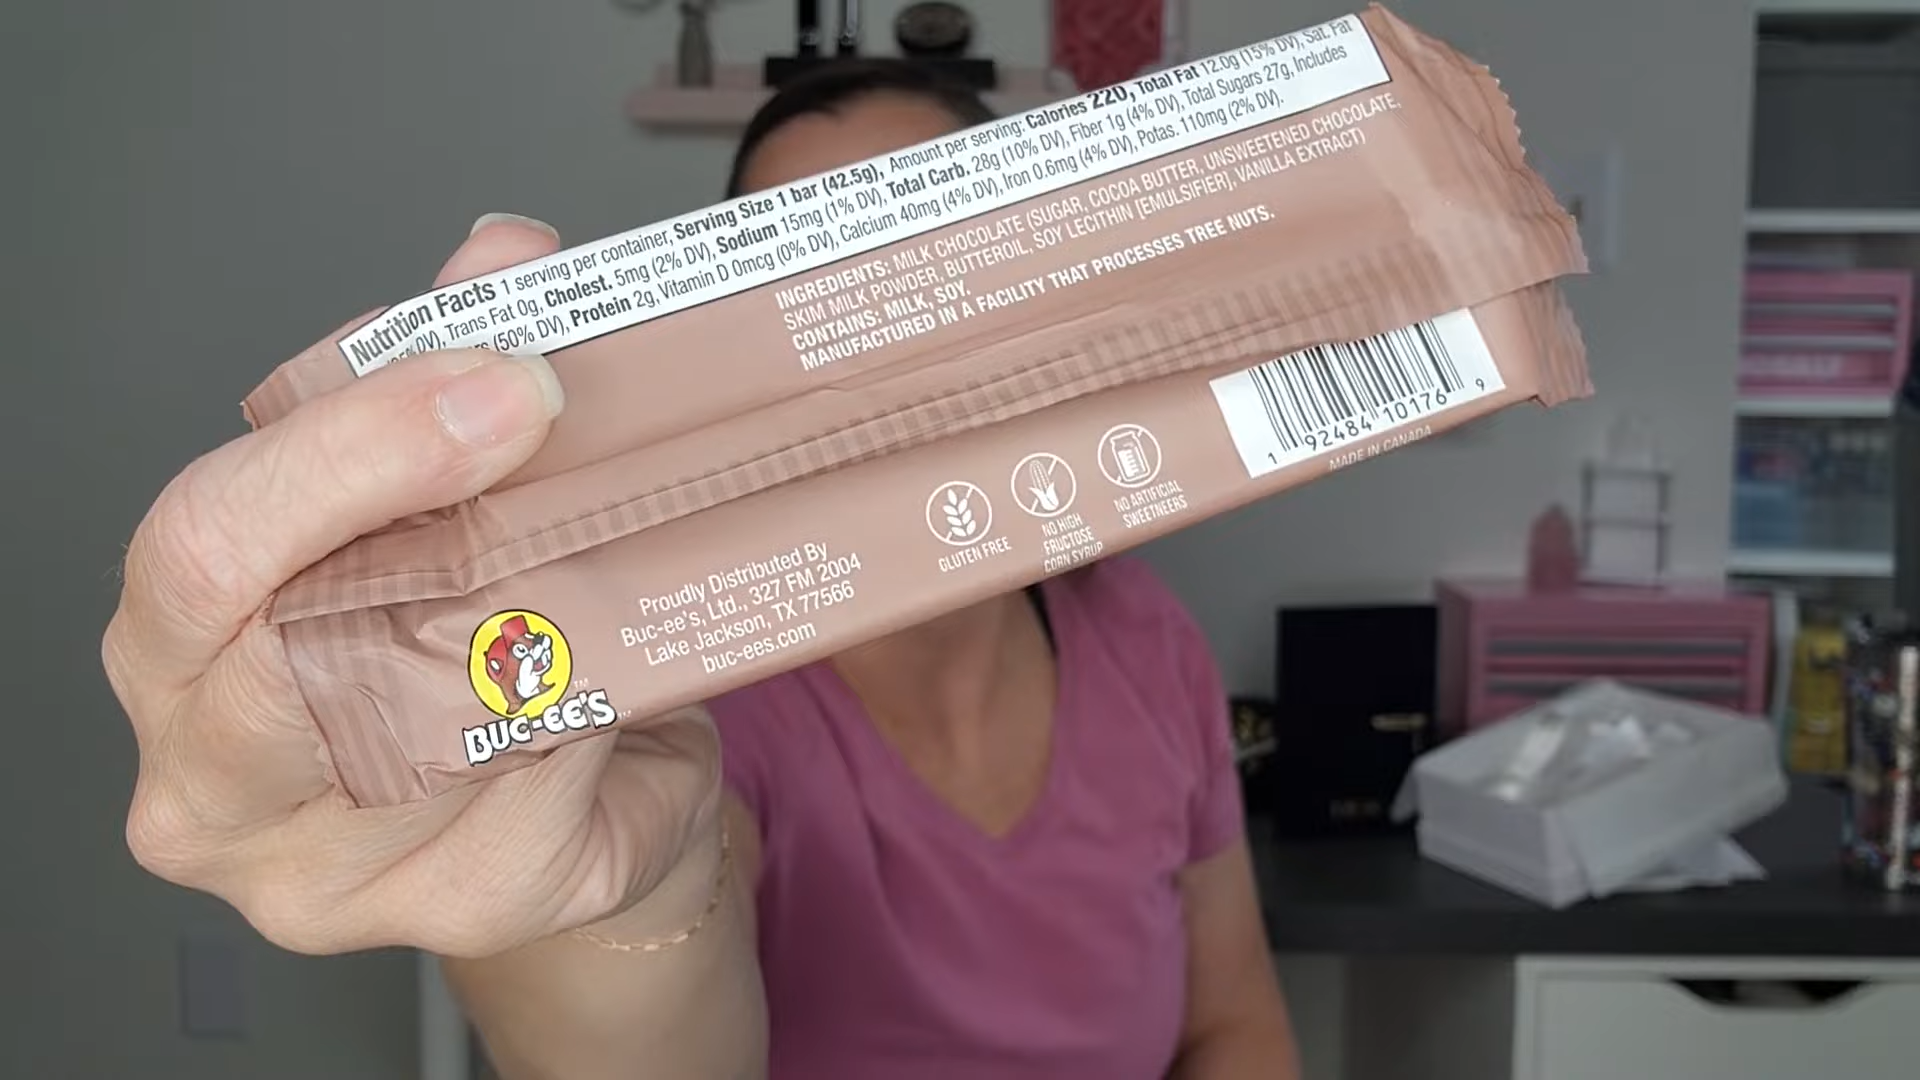 Nutrition Facts 1 serving per container, Serving Size 1 bar (42.5g), Amount per serving: Calories 220, Total Fat 12.0g (15% DV), Sat. Fat
DV), Trans Fat 0g, Cholest. 5mg (2% DV), Sodium 15mg (1% DV), Total Carb. 28g (10% DV), Fiber 1g (4% DV), Total Sugars 27g, Includes
(50% DV), Protein 2g, Vitamin D 0mcg (0% DV), Calcium 40mg (4% DV), Iron 0.6mg (4% DV), Potas. 110mg (2% DV).
INGREDIENTS: MILK CHOCOLATE (SUGAR, COCOA BUTTER, UNSWEETENED CHOCOLATE,
SKIM MILK POWDER, BUTTEROIL, SOY LECITHIN [EMULSIFIER], VANILLA EXTRACT)
CONTAINS: MILK, SOY.
MANUFACTURED IN A FACILITY THAT PROCESSES TREE NUTS.
1 92484 10176 9
MADE IN CANADA
GLUTEN FREE
NO HIGH
FRUCTOSE
CORN SYRUP
NO ARTIFICIAL
SWEETNERS
Proudly Distributed By
Buc-ee's, Ltd., 327 FM 2004
Lake Jackson, TX 77566
buc-ees.com
BUC-EE'S
TM